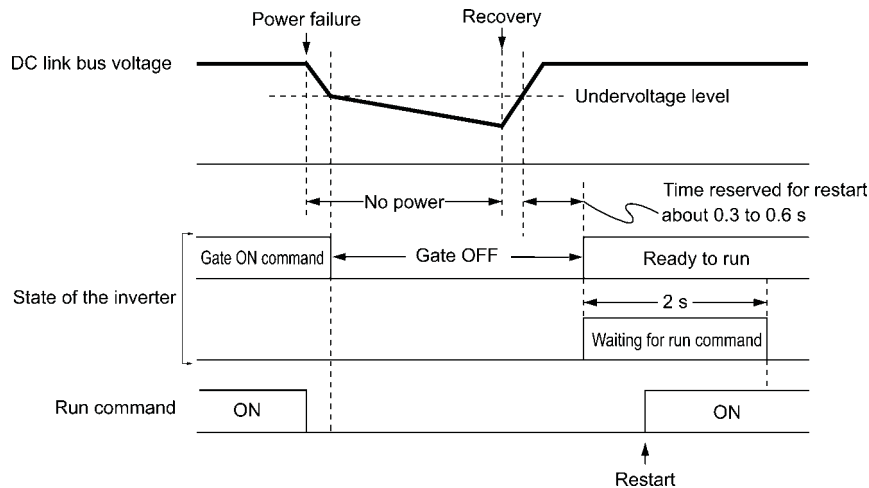 Power failure
Recovery
DC link bus voltage
Undervoltage level
No power
Time reserved for restart
about 0.3 to 0.6 s
Gate ON command
Gate OFF
Ready to run
State of the inverter
2 s
Waiting for run command
Run command
ON
ON
Restart